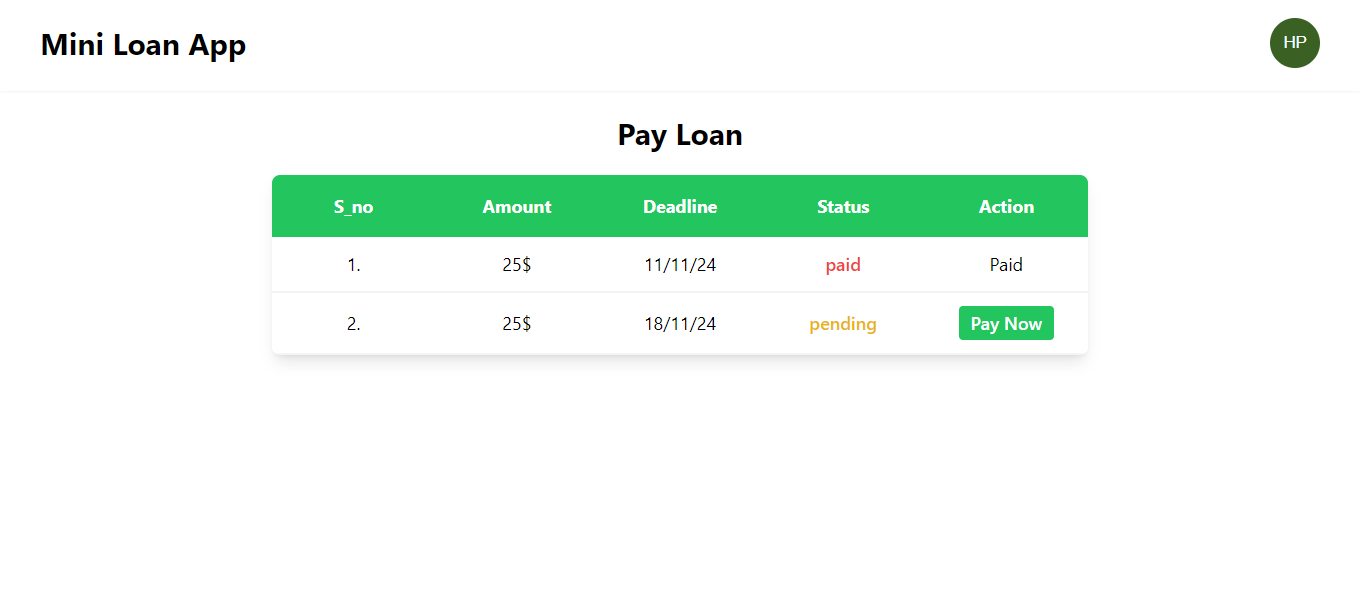 Mini Loan App HP
Pay Loan
S_no Amount Deadline Status Action
1. 25$ 11/11/24 paid Paid
2. 25$ 18/11/24 pending Pay Now